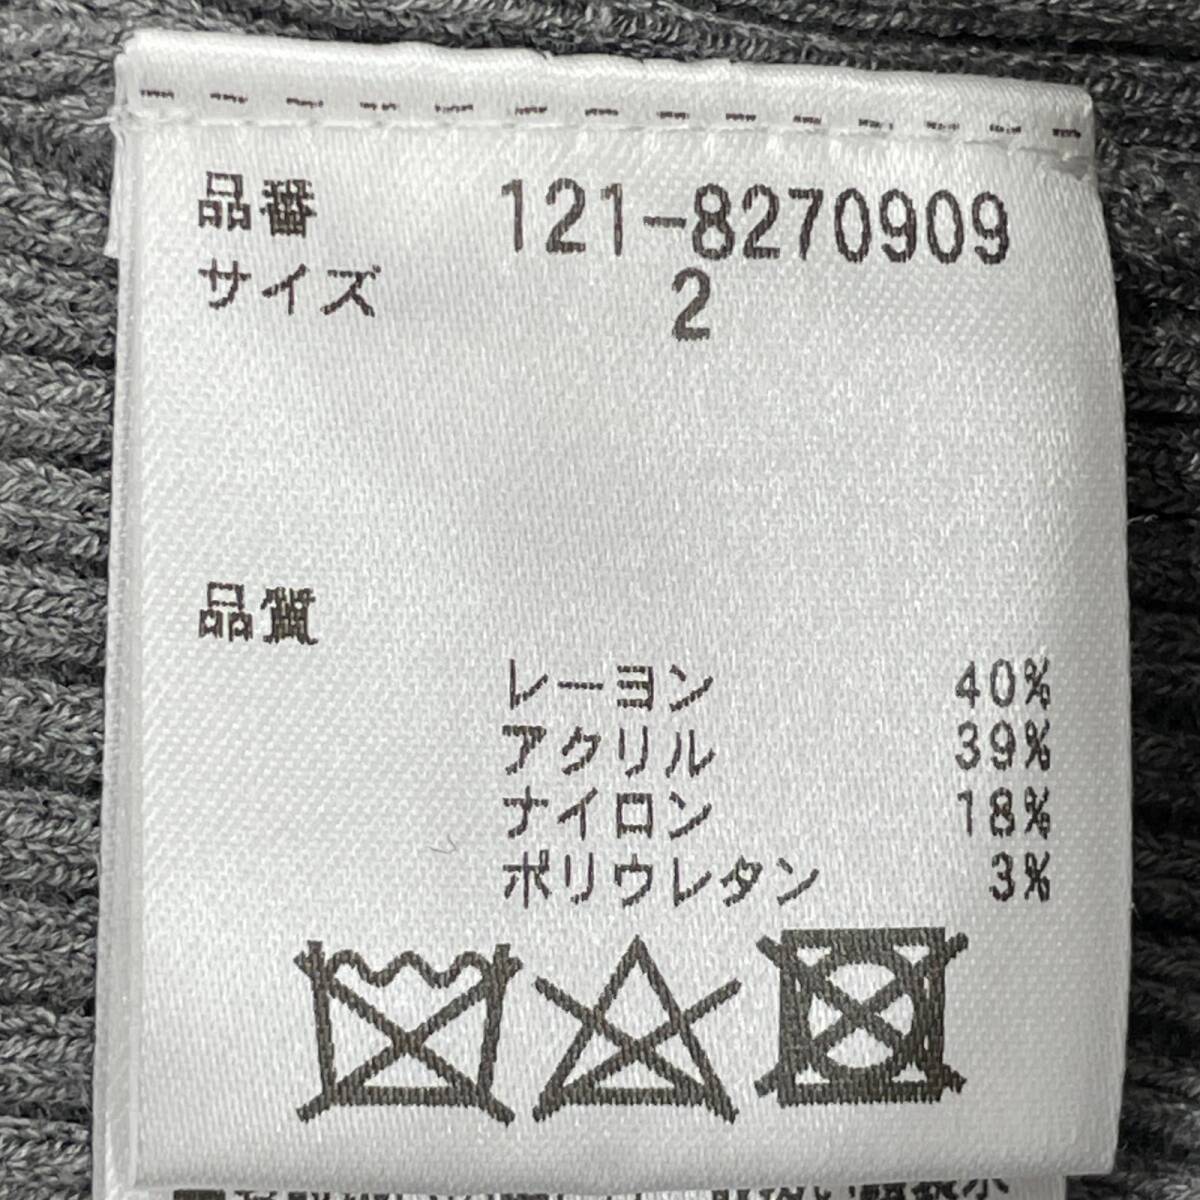 品番 121-8270909
サイズ 2
品質
レーヨン 40%
アクリル 39%
ナイロン 18%
ポリウレタン 3%